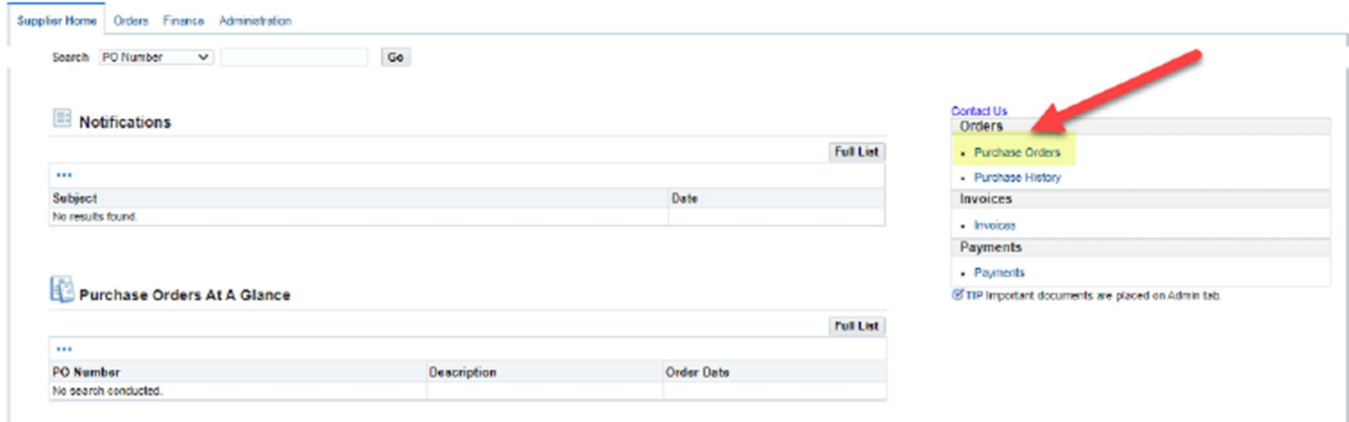 Supplier Home Orders Finance Administration
Search PO Number Go
Notifications
Full List
Subject Date
No results found.
Purchase Orders At A Glance
Full List
PO Number Description Order Date
No search conducted.
Contact Us
Orders
• Purchase Orders
• Purchase History
Invoices
• Invoices
Payments
• Payments
TIP Important documents are placed on Admin tab.